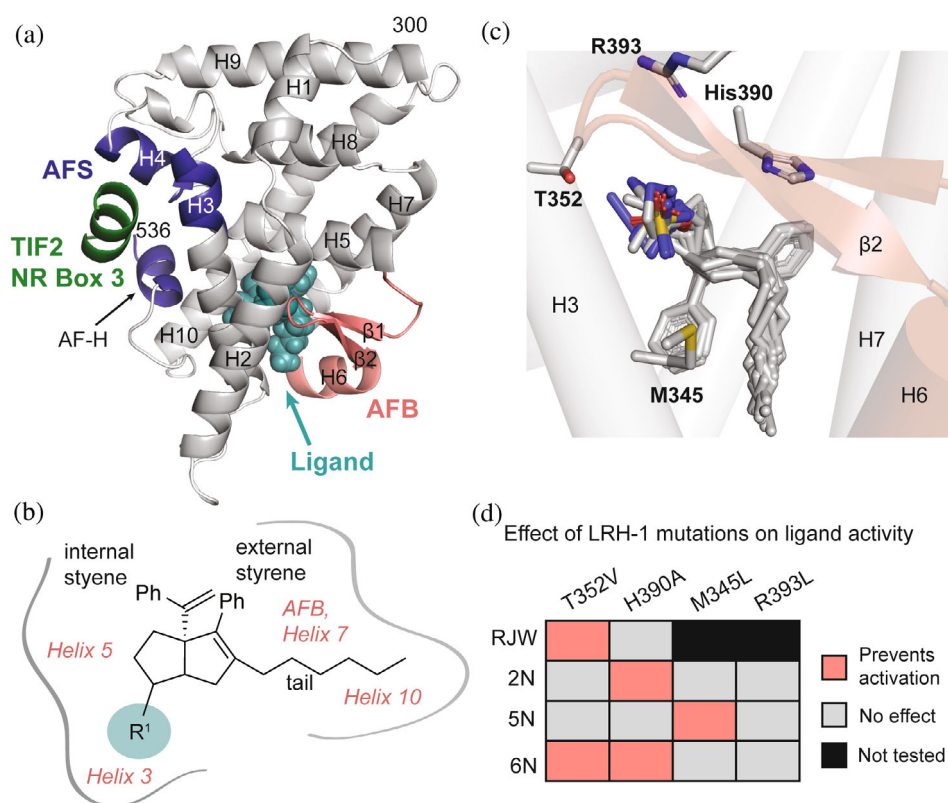 (a)
300
H9
H1
H8
AFS
H4
H3
H7
H5
TIF2
NR Box 3
536
AF-H
H10
H2
β1
β2
H6
AFB
Ligand
(b)
internal
styene
external
styrene
Ph
Ph
AFB,
Helix 7
Helix 5
tail
Helix 10
R¹
Helix 3
(c)
R393
His390
T352
β2
H3
H7
M345
H6
(d)
Effect of LRH-1 mutations on ligand activity
T352V H390A M345L R393L
RJW
2N
5N
6N
Prevents
activation
No effect
Not tested